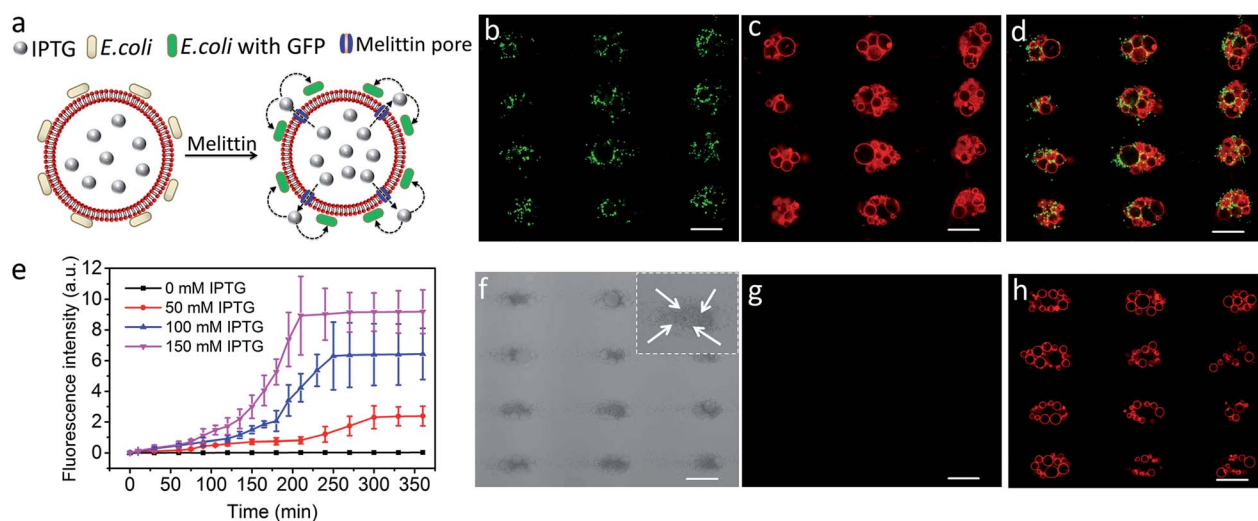 a
IPTG E.coli E.coli with GFP Melittin pore
Melittin
b
c
d
e
12
10
8
6
4
2
0
Fluorescence intensity (a.u.)
0 mM IPTG
50 mM IPTG
100 mM IPTG
150 mM IPTG
0 50 100 150 200 250 300 350
Time (min)
f
g
h